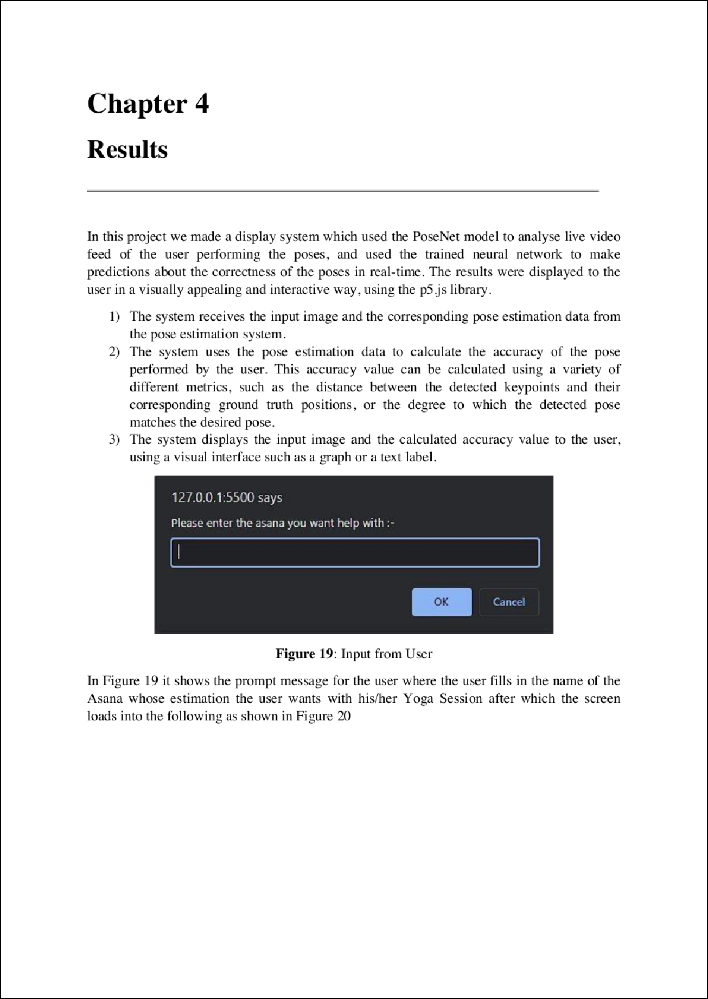 Chapter 4
Results
In this project we made a display system which used the PoseNet model to analyse live video
feed of the user performing the poses, and used the trained neural network to make
predictions about the correctness of the poses in real-time. The results were displayed to the
user in a visually appealing and interactive way, using the p5.js library.
1) The system receives the input image and the corresponding pose estimation data from
the pose estimation system.
2) The system uses the pose estimation data to calculate the accuracy of the pose
performed by the user. This accuracy value can be calculated using a variety of
different metrics, such as the distance between the detected keypoints and their
corresponding ground truth positions, or the degree to which the detected pose
matches the desired pose.
3) The system displays the input image and the calculated accuracy value to the user,
using a visual interface such as a graph or a text label.
127.0.0.1:5500 says
Please enter the asana you want help with :-
OK Cancel
Figure 19: Input from User
In Figure 19 it shows the prompt message for the user where the user fills in the name of the
Asana whose estimation the user wants with his/her Yoga Session after which the screen
loads into the following as shown in Figure 20